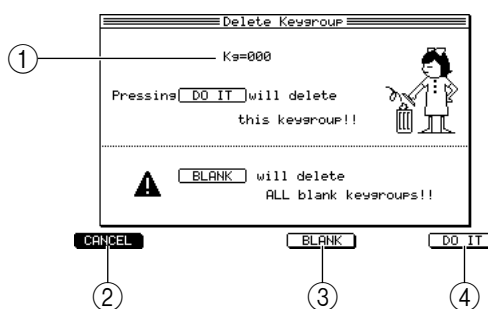 Delete Keygroup
① Kg=000
Pressing DO IT will delete
this keygroup!!
BLANK will delete
ALL blank keygroups!!
CANCEL BLANK DO IT
② ③ ④